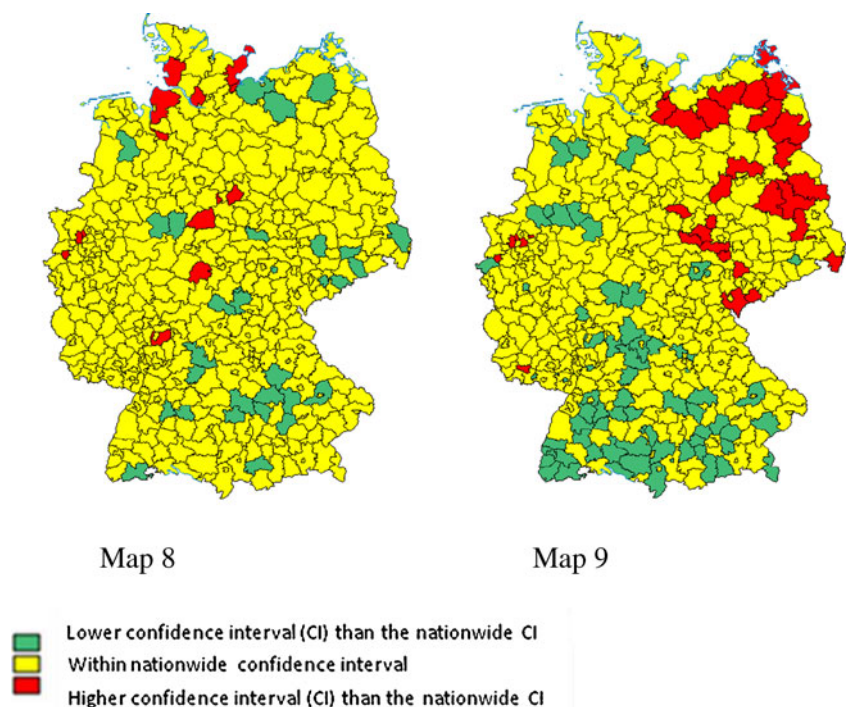 Map 8
Map 9
Lower confidence interval (CI) than the nationwide CI
Within nationwide confidence interval
Higher confidence interval (CI) than the nationwide CI